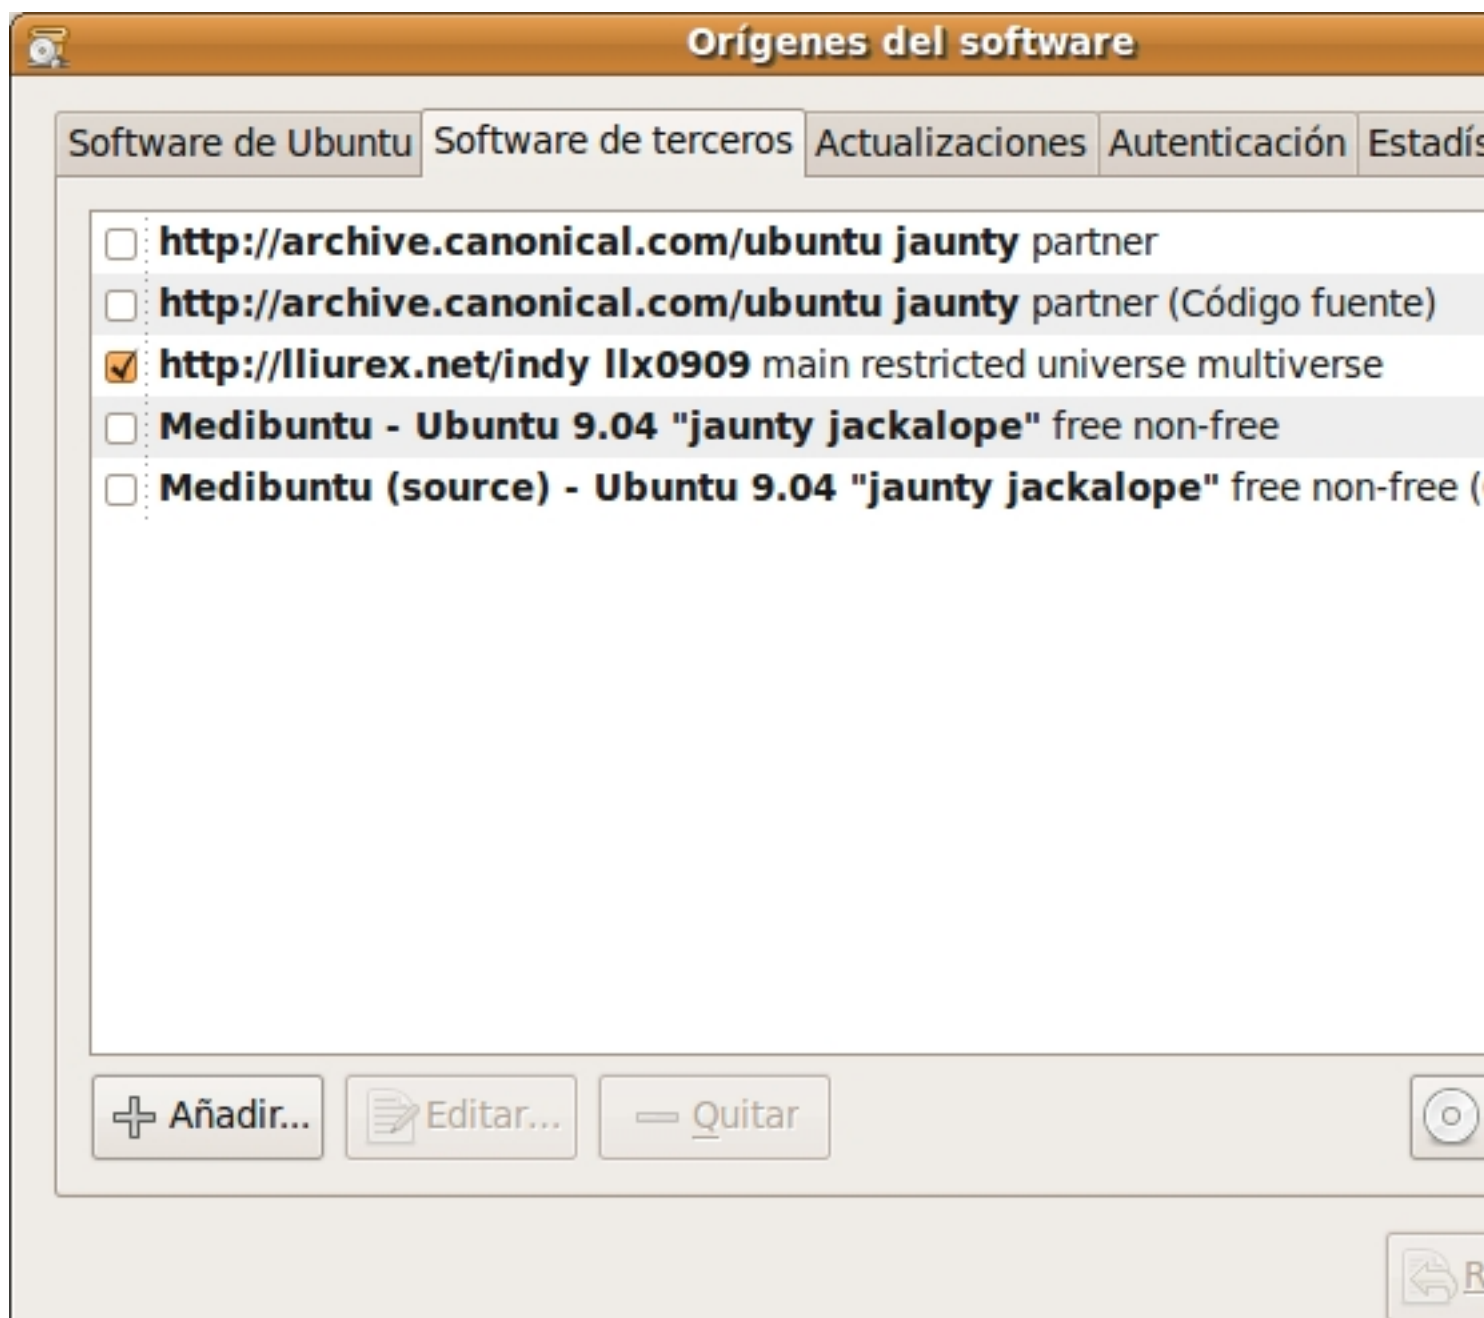 Orígenes del software
Software de Ubuntu Software de terceros Actualizaciones Autenticación
http://archive.canonical.com/ubuntu jaunty partner
http://archive.canonical.com/ubuntu jaunty partner (Código fuente)
http://lliurex.net/indy llx0909 main restricted universe multiverse
Medibuntu - Ubuntu 9.04 "jaunty jackalope" free non-free
Medibuntu (source) - Ubuntu 9.04 "jaunty jackalope" free non-free (
Añadir... Editar... Quitar